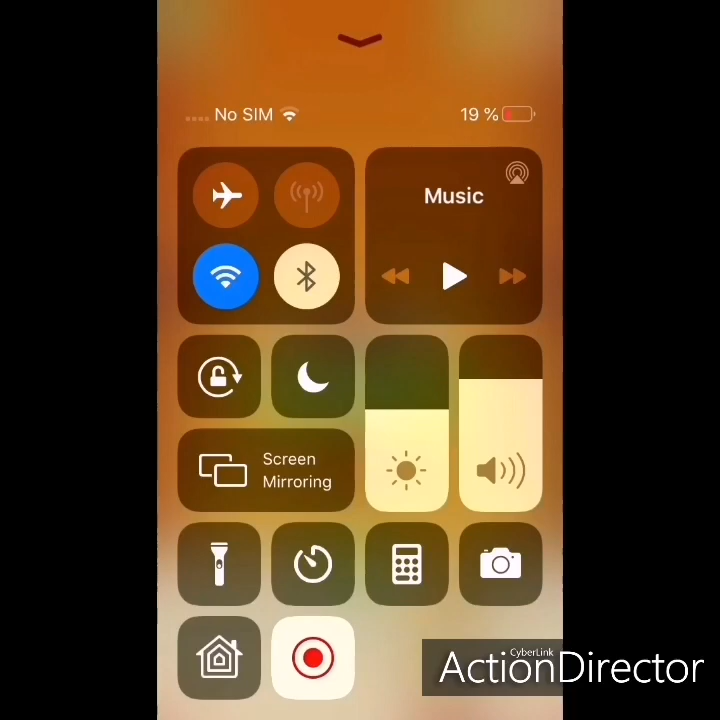 No SIM 19 %
Music
Screen
Mirroring
CyberLink
ActionDirector